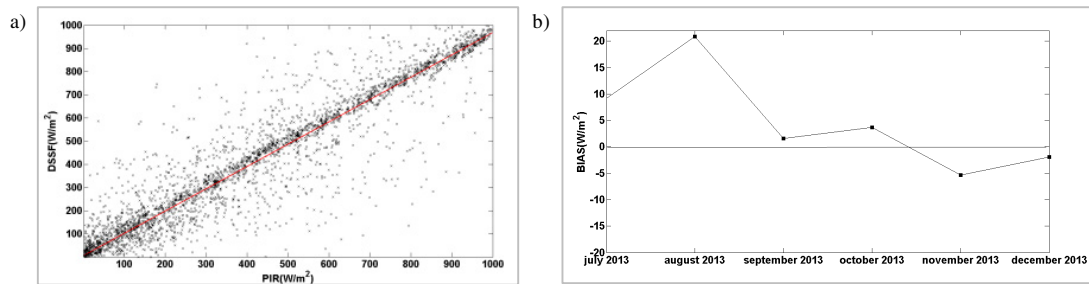 a)
1000
900
800
700
600
500
400
300
200
100
DSSF(W/m²)
100 200 300 400 500 600 700 800 900 1000
PIR(W/m²)
b)
20
15
10
5
0
-5
-10
-15
-20
BIAS(W/m²)
july 2013 august 2013 september 2013 october 2013 november 2013 december 2013